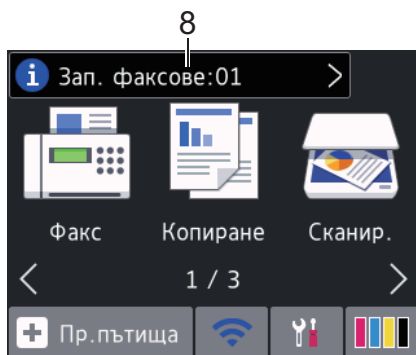 8
Зап. факсове:01
Факс
Копиране
Сканир.
1 / 3
Пр.пътища